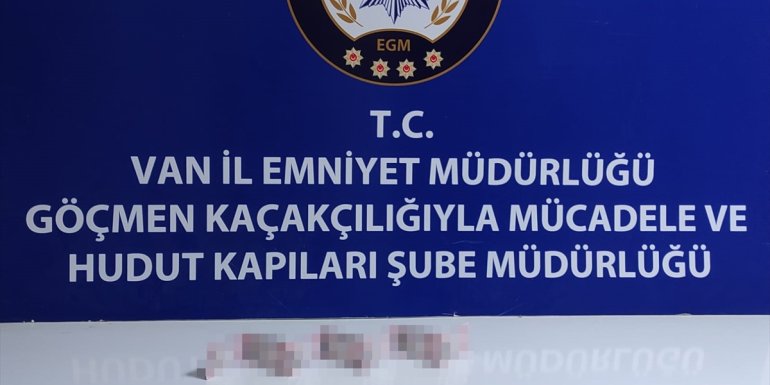 EGM
T.C.
VAN İL EMNİYET MÜDÜRLÜĞÜ
GÖÇMEN KAÇAKÇILIĞIYLA MÜCADELE VE
HUDUT KAPILARI ŞUBE MÜDÜRLÜĞÜ